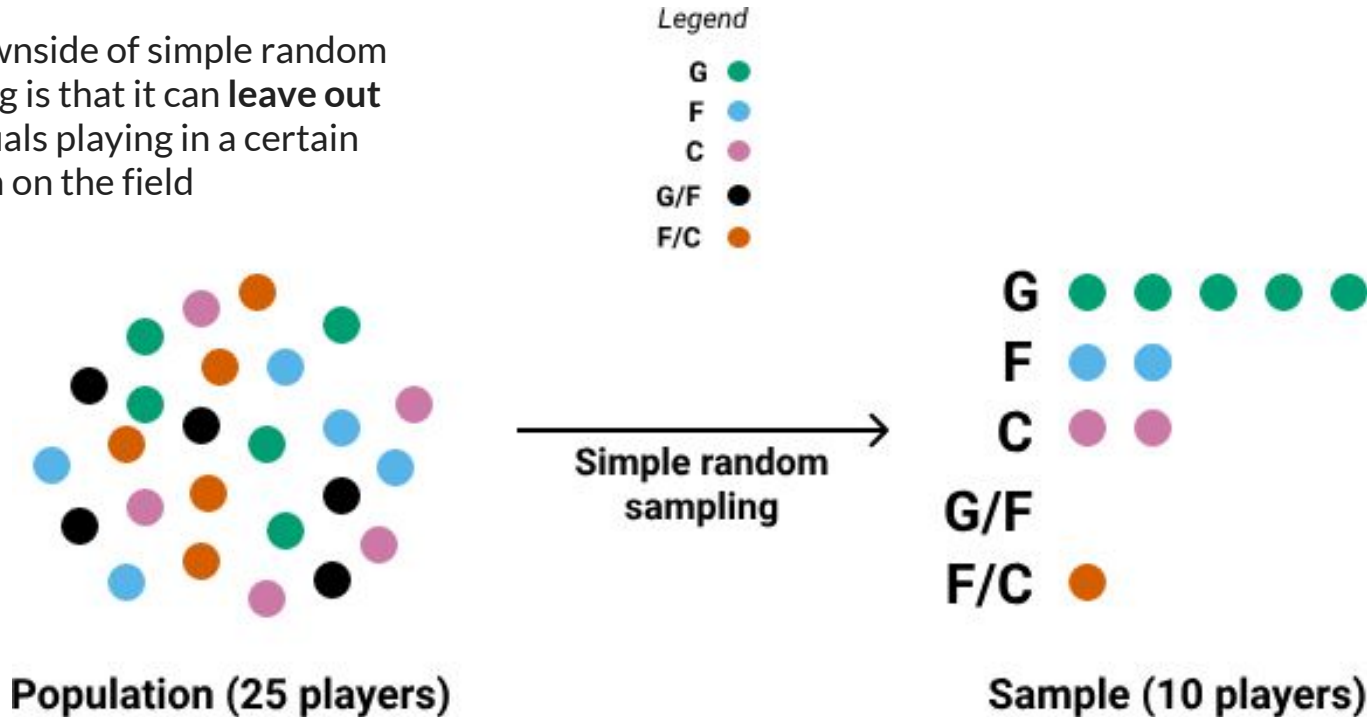 wnside of simple random
g is that it can leave out
uals playing in a certain
n on the field
Legend
G
F
C
G/F
F/C
G
F
C
G/F
F/C
Simple random
sampling
Population (25 players)
Sample (10 players)